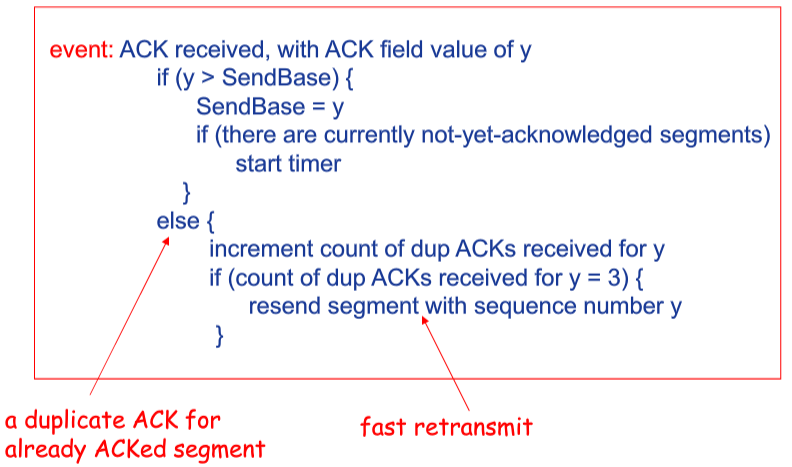 event: ACK received, with ACK field value of y
if (y > SendBase) {
SendBase = y
if (there are currently not-yet-acknowledged segments)
start timer
}
else {
increment count of dup ACKs received for y
if (count of dup ACKs received for y = 3) {
resend segment with sequence number y
}
a duplicate ACK for
already ACKed segment
fast retransmit